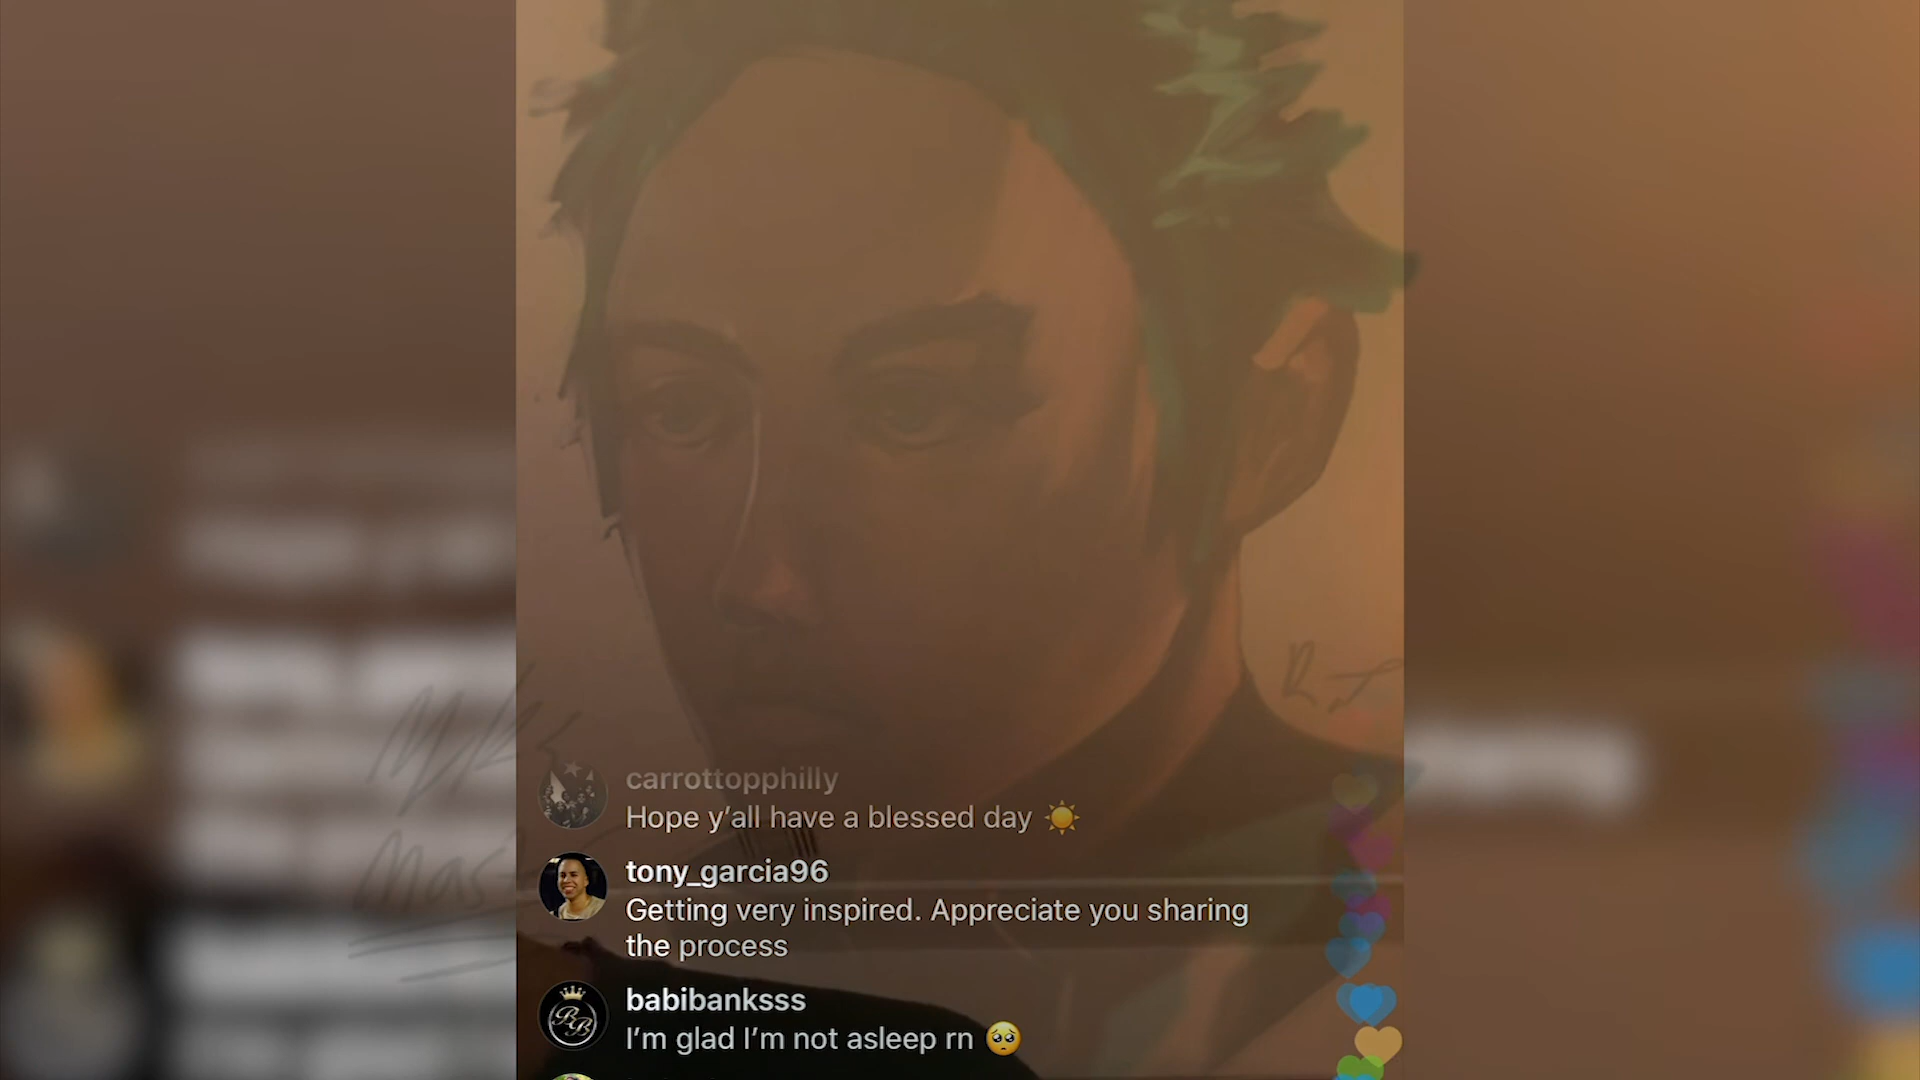 carrottopphilly
Hope y’all have a blessed day ☀️
tony_garcia96
Getting very inspired. Appreciate you sharing
the process
babibanksss
I’m glad I’m not asleep rn 🥺